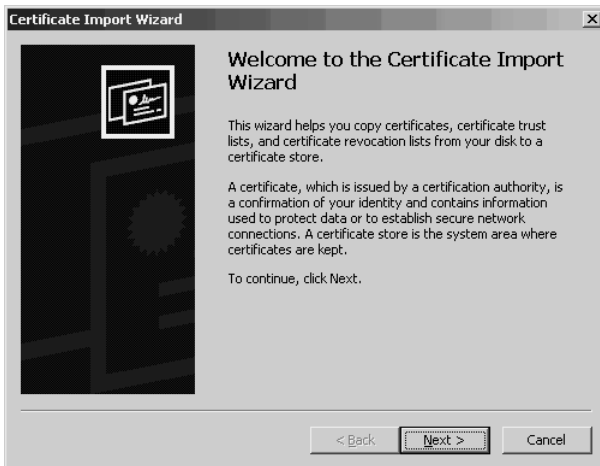 Certificate Import Wizard
Welcome to the Certificate Import
Wizard
This wizard helps you copy certificates, certificate trust
lists, and certificate revocation lists from your disk to a
certificate store.
A certificate, which is issued by a certification authority, is
a confirmation of your identity and contains information
used to protect data or to establish secure network
connections. A certificate store is the system area where
certificates are kept.
To continue, click Next.
< Back Next > Cancel